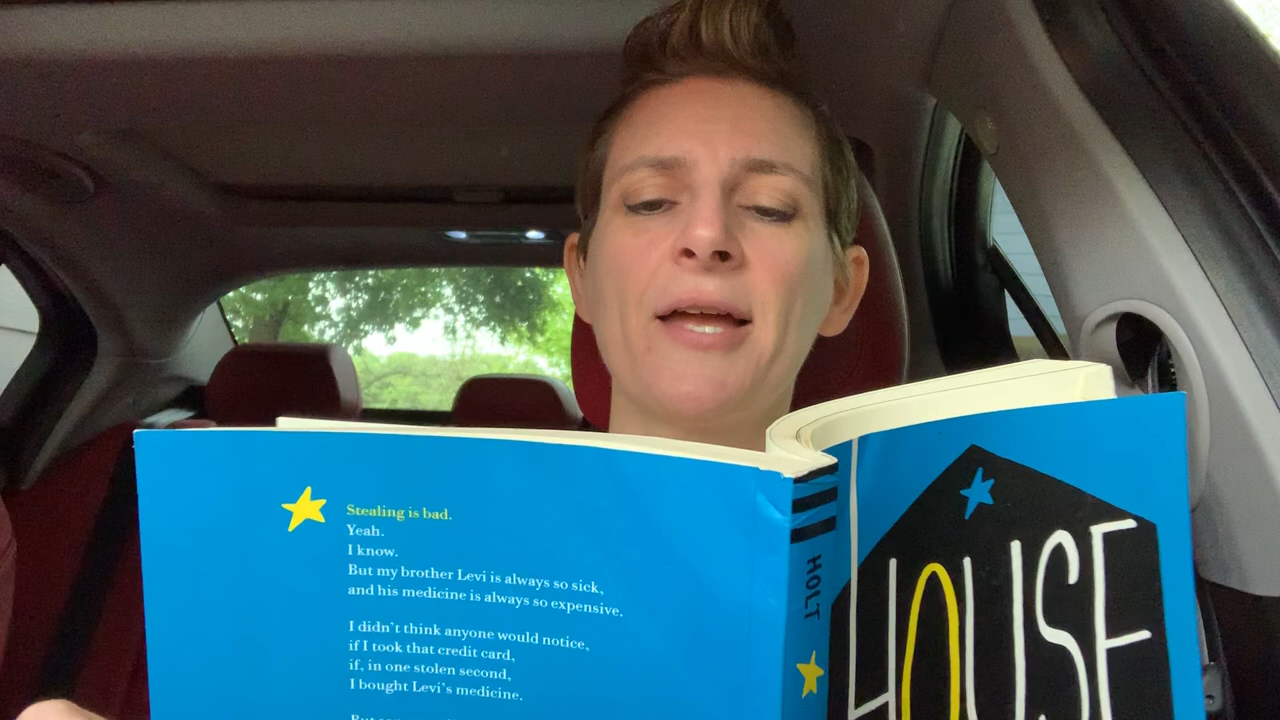 Stealing is bad.
Yeah.
I know.
But my brother Levi is always so sick,
and his medicine is always so expensive.
I didn't think anyone would notice,
if I took that credit card,
if, in one stolen second,
I bought Levi's medicine.
But
HOLT
HOUSE